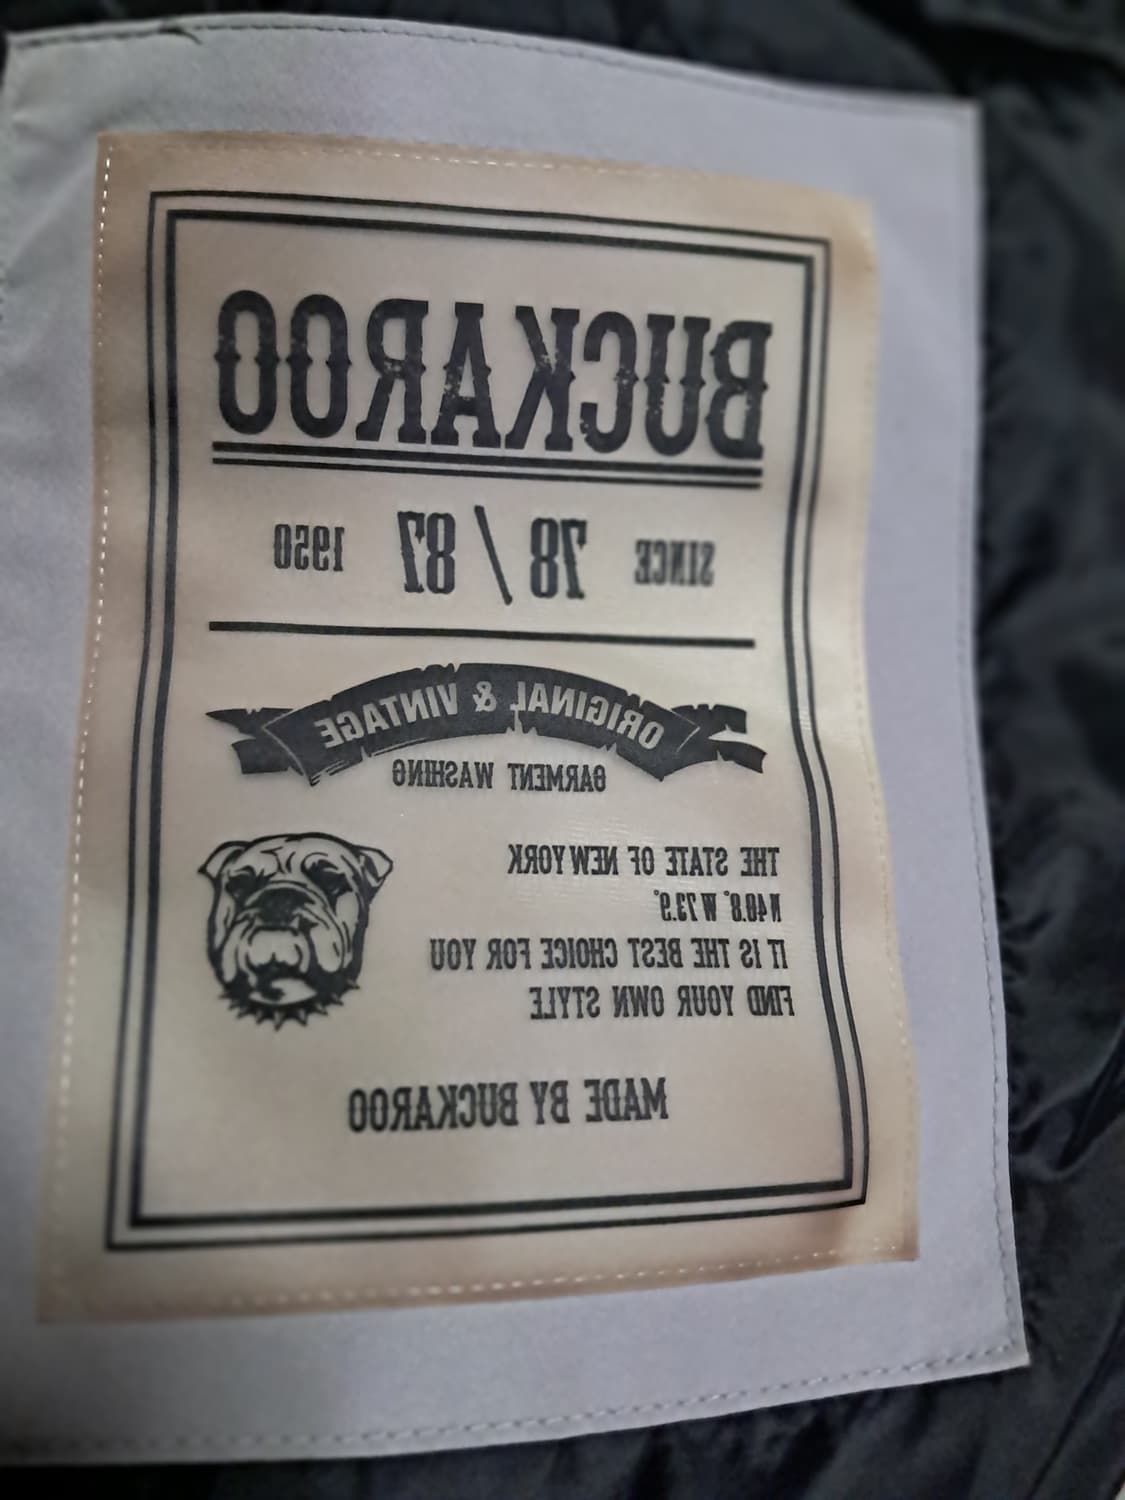 BUCKAROO
SINCE 78 / 87 1950
ORIGINAL & VINTAGE
GARMENT WASHING
THE STATE OF NEW YORK
N40.8° W73.9°
IT IS THE BEST CHOICE FOR YOU
FIND YOUR OWN STYLE
MADE BY BUCKAROO